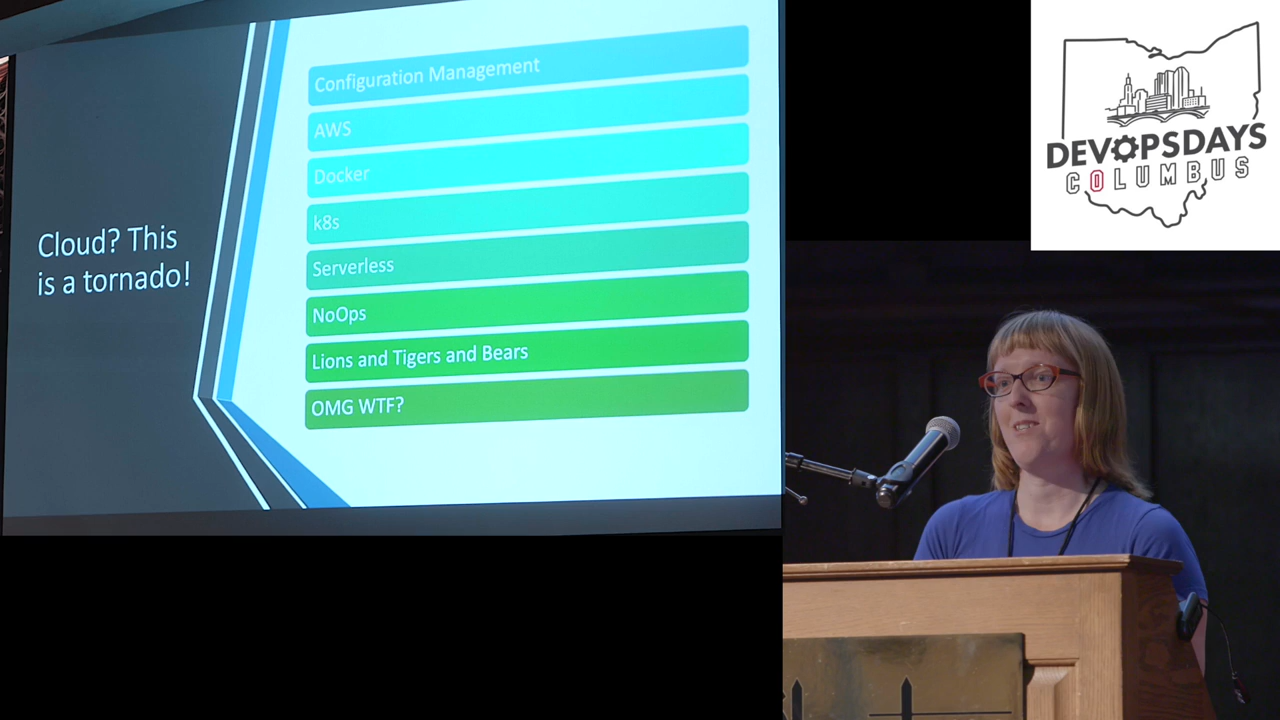 Cloud? This
is a tornado!
Configuration Management
AWS
Docker
k8s
Serverless
NoOps
Lions and Tigers and Bears
OMG WTF?
DEVOPSDAYS
COLUMBUS